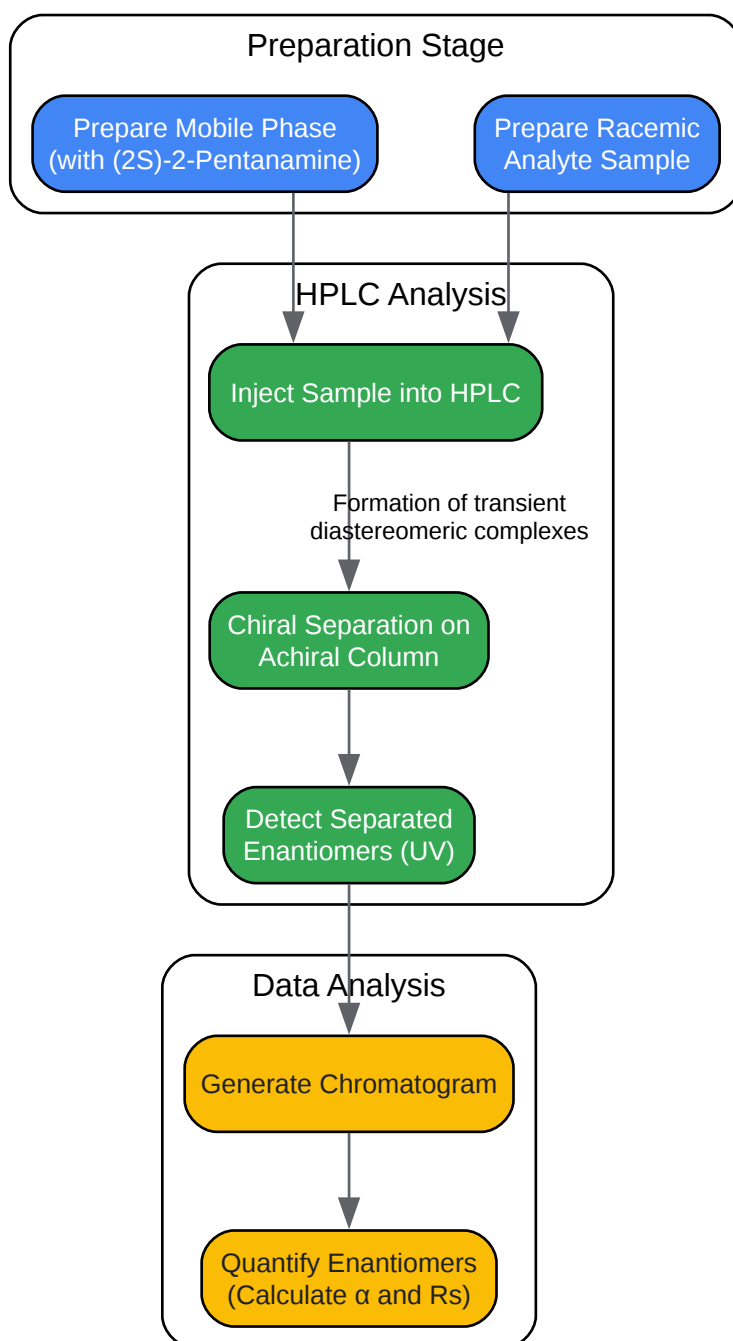 Preparation Stage
Prepare Mobile Phase
(with (2S)-2-Pentanamine)
Prepare Racemic
Analyte Sample
HPLC Analysis
Inject Sample into HPLC
Formation of transient
diastereomeric complexes
Chiral Separation on
Achiral Column
Detect Separated
Enantiomers (UV)
Data Analysis
Generate Chromatogram
Quantify Enantiomers
(Calculate α and Rs)